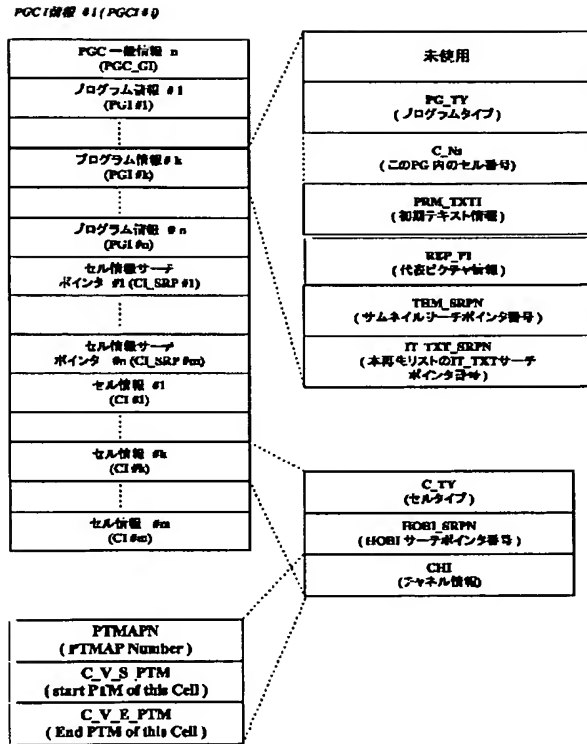 PGCI情報 #i (PGCI #i)
PGC 一般情報 n
(PGC_GI)
プログラム情報 #1
(PGI #1)
プログラム情報 #k
(PGI #k)
プログラム情報 #n
(PGI #n)
セル情報サーチ
ポインタ #1 (CI_SRP #1)
セル情報サーチ
ポインタ #n (CI_SRP #m)
セル情報 #1
(CI #1)
セル情報 #k
(CI #k)
セル情報 #m
(CI #m)
未使用
PG_TY
(プログラムタイプ)
C_Ns
(このPG 内のセル番号)
PRM_TXTI
(初期テキスト情報)
REP_PI
(代表ピクチャ情報)
THM_SRPN
(サムネイルサーチポインタ番号)
IT_TXT_SRPN
(本再生リストのIT_TXTサーチ
ポインタ番号)
C_TY
(セルタイプ)
HOBI_SRPN
(HOBI サーチポインタ番号)
CHI
(チャネル情報)
PTMAPN
( PTMAP Number )
C_V_S_PTM
( start PTM of this Cell )
C_V_E_PTM
( End PTM of this Cell )